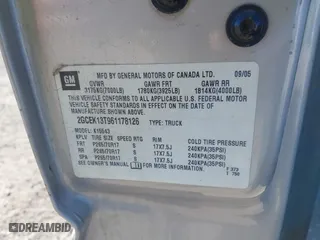 GM
MFD BY GENERAL MOTORS OF CANADA LTD. 09/05
GVWR GAWR FRT GAWR RR
3175KG(7000LB) 1780KG(3925LB) 1814KG(4000LB)
THIS VEHICLE CONFORMS TO ALL APPLICABLE U.S. FEDERAL MOTOR
VEHICLE SAFETY STANDARDS IN EFFECT ON THE DATE OF
MANUFACTURE SHOWN ABOVE.
2GCEK13T961178126 TYPE: TRUCK
TIRE SIZE SPEED RTG RIM COLD TIRE PRESSURE
FRT P265/70R17 S 17X7.5J 240KPA(35PSI)
RR P265/70R17 S 17X7.5J 240KPA(35PSI)
SPA P265/70R17 S 17X7.5J 240KPA(35PSI)
SEE OWNER'S MANUAL FOR ADDITIONAL INFORMATION